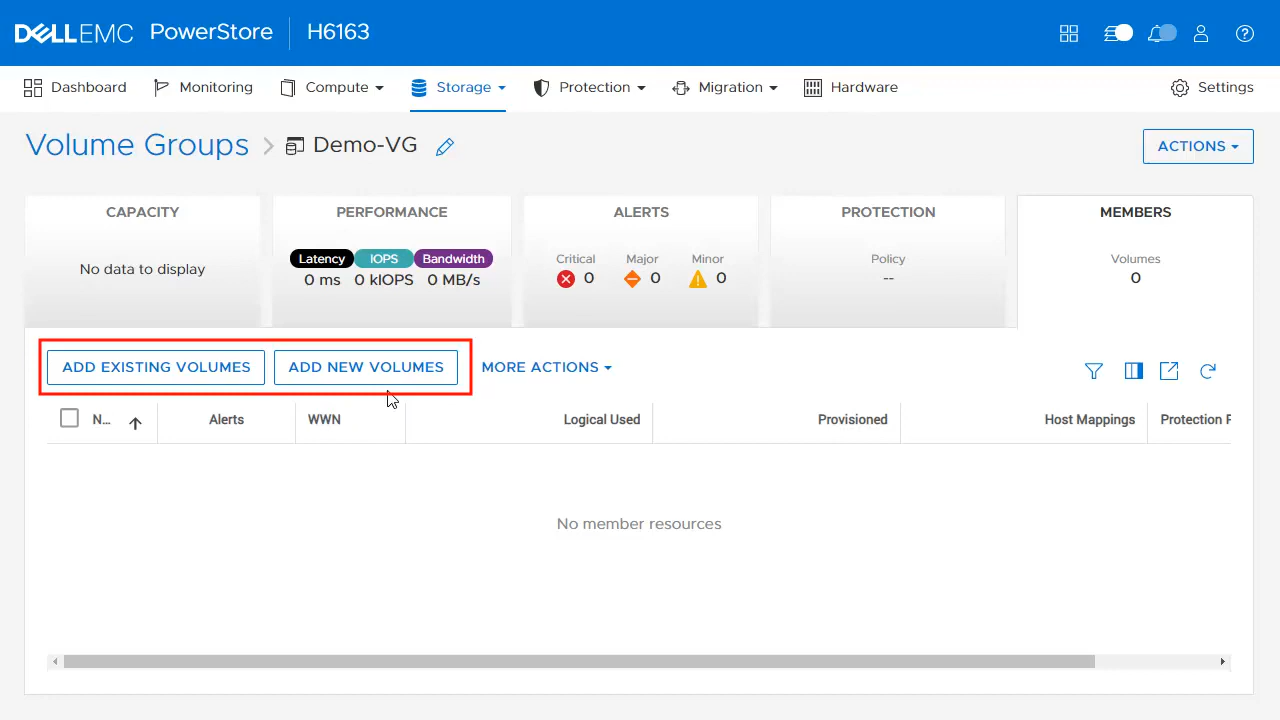 DELLEMC PowerStore H6163
Dashboard Monitoring Compute Storage Protection Migration Hardware Settings
Volume Groups Demo-VG ACTIONS
CAPACITY PERFORMANCE ALERTS PROTECTION MEMBERS
Latency IOPS Bandwidth Critical Major Minor Policy Volumes
No data to display 0 ms 0 kIOPS 0 MB/s 0 0 0 -- 0
ADD EXISTING VOLUMES ADD NEW VOLUMES MORE ACTIONS
N... Alerts WWN Logical Used Provisioned Host Mappings Protection P
No member resources